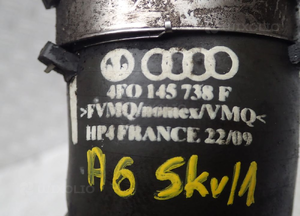 4F0 145 738 F
>FVMQ/nomex/VMQ<
HP4 FRANCE 22/09
A6 Skv/1